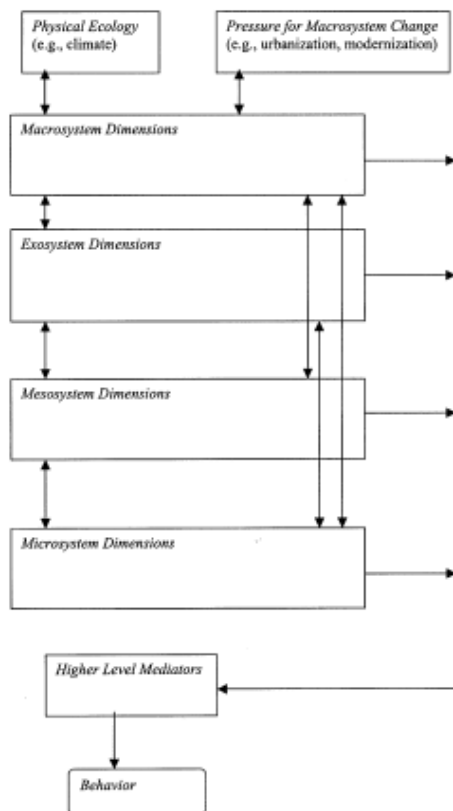 Physical Ecology
(e.g., climate)
Pressure for Macrosystem Change
(e.g., urbanization, modernization)
Macrosystem Dimensions
Exosystem Dimensions
Mesosystem Dimensions
Microsystem Dimensions
Higher Level Mediators
Behavior